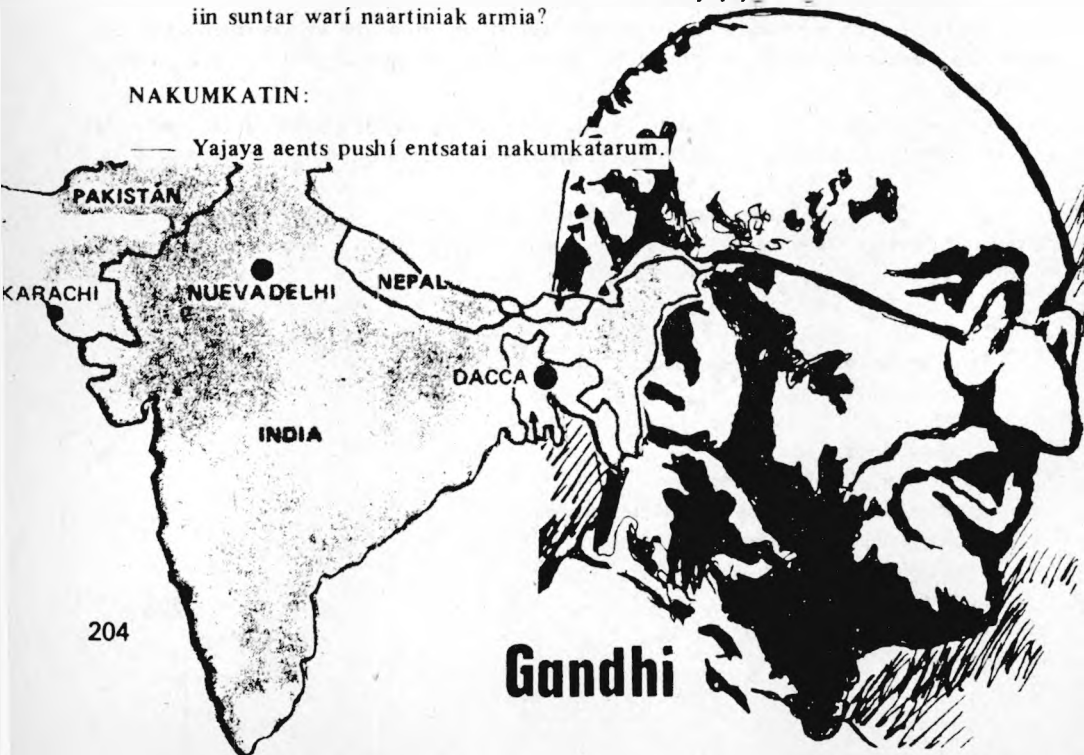 iin suntar warí naartiniak armia?
NAKUMKATIN:
— Yajaya aents pushí entsatai nakumkatarum.
PAKISTÁN
KARACHI
NUEVA DELHI
NEPAL
DACCA
INDIA
204
Gandhi